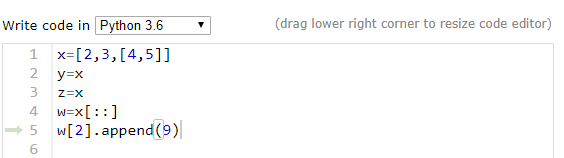 Write code in Python 3.6 (drag lower right corner to resize code editor)
1 x=[2,3,[4,5]]
2 y=x
3 z=x
4 w=x[::]
5 w[2].append(9)
6